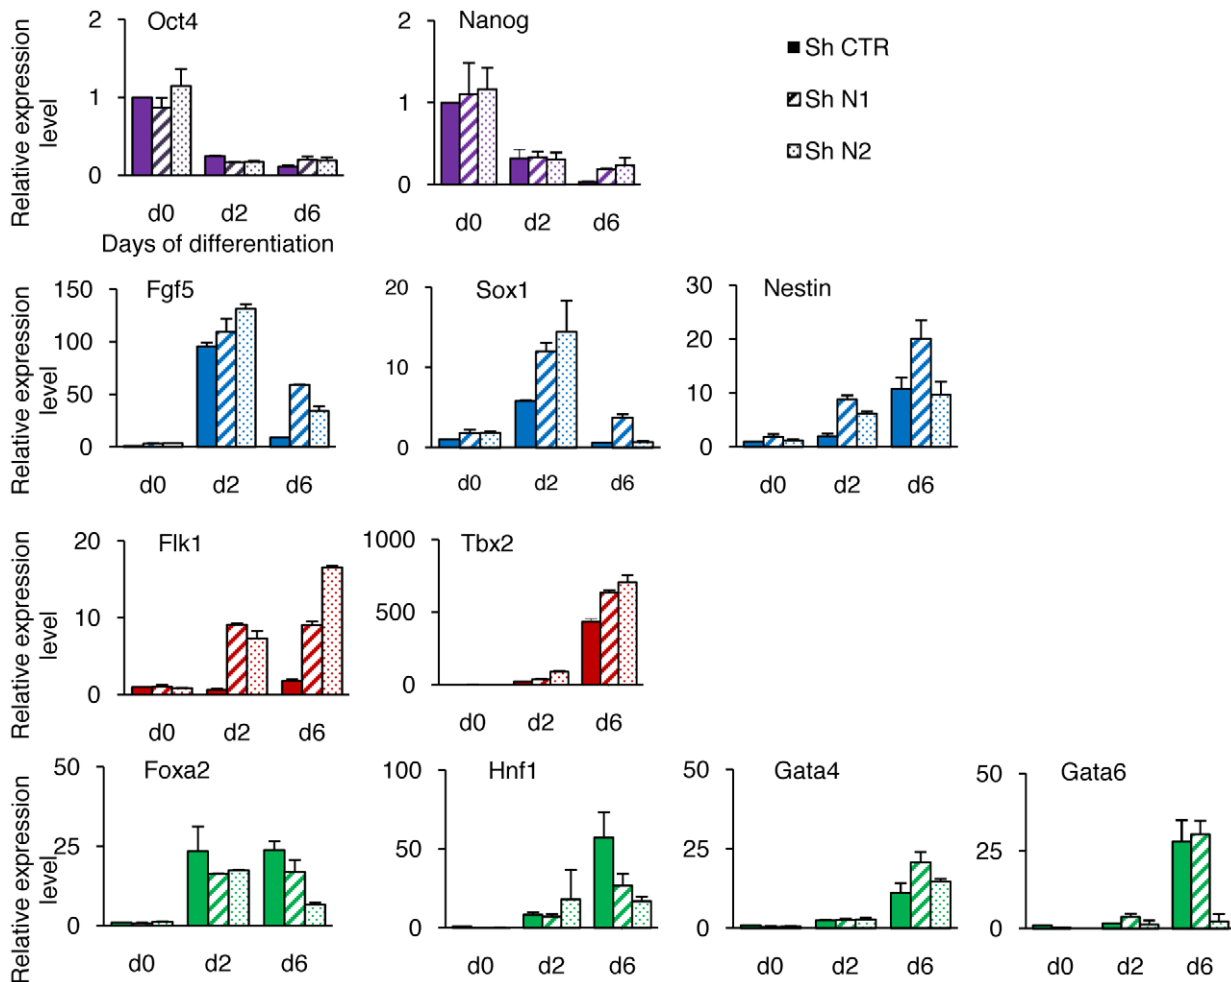 Oct4
Nanog
Sh CTR
Sh N1
Sh N2
Relative expression
level
2
1
0
d0 d2 d6
2
1
0
d0 d2 d6
Days of differentiation
Fgf5
Sox1
Nestin
Relative expression
level
150
100
50
0
d0 d2 d6
20
10
0
d0 d2 d6
30
20
10
0
d0 d2 d6
Flk1
Tbx2
Relative expression
level
20
10
0
d0 d2 d6
1000
500
0
d0 d2 d6
Foxa2
Hnf1
Gata4
Gata6
Relative expression
level
50
25
0
d0 d2 d6
100
50
0
d0 d2 d6
50
25
0
d0 d2 d6
50
25
0
d0 d2 d6